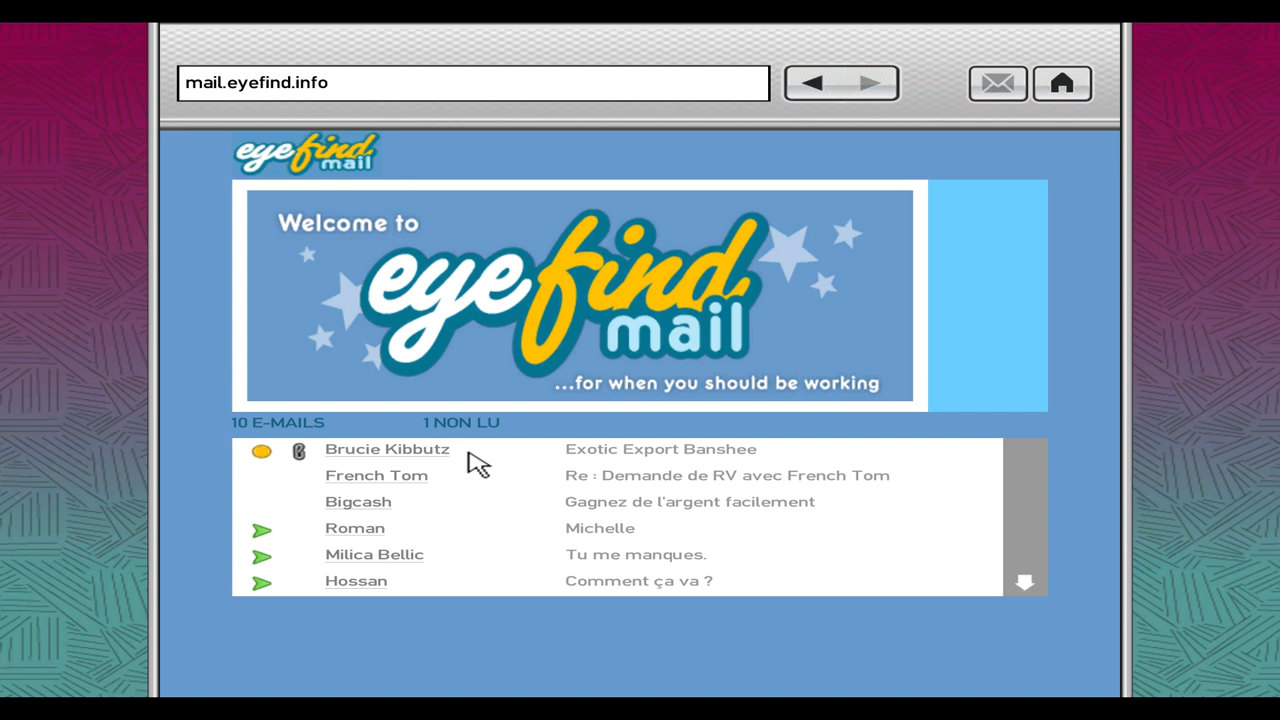 mail.eyefind.info
eyefind mail
Welcome to
eyefind.
mail
...for when you should be working
10 E-MAILS 1 NON LU
Brucie Kibbutz Exotic Export Banshee
French Tom Re : Demande de RV avec French Tom
Bigcash Gagnez de l'argent facilement
Roman Michelle
Milica Bellic Tu me manques.
Hossan Comment ça va ?